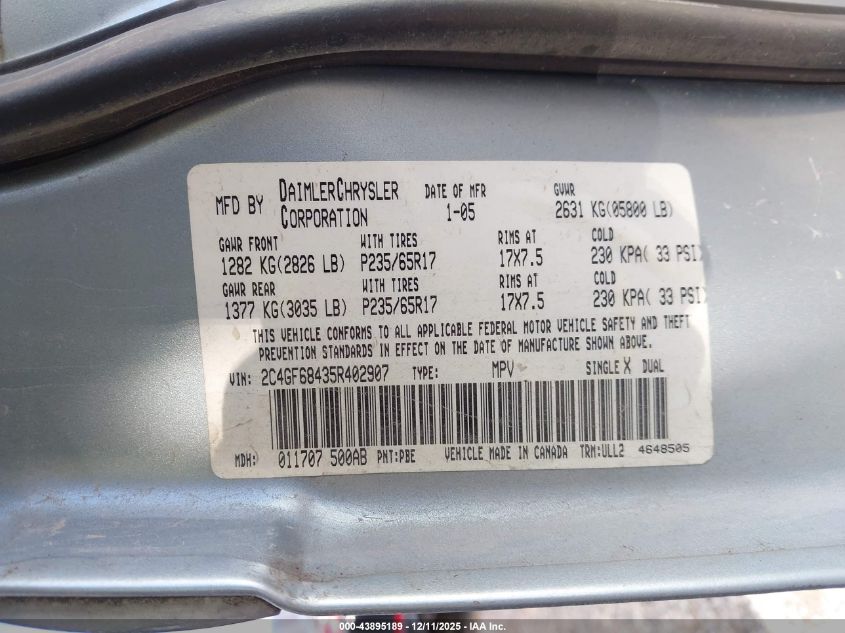 MFD BY DAIMLERCHRYSLER CORPORATION DATE OF MFR 1-05 GVWR 2631 KG(05800 LB)
GAWR FRONT WITH TIRES RIMS AT COLD
1282 KG(2826 LB) P235/65R17 17X7.5 230 KPA( 33 PSI)
GAWR REAR WITH TIRES RIMS AT COLD
1377 KG(3035 LB) P235/65R17 17X7.5 230 KPA( 33 PSI)
THIS VEHICLE CONFORMS TO ALL APPLICABLE FEDERAL MOTOR VEHICLE SAFETY AND THEFT
PREVENTION STANDARDS IN EFFECT ON THE DATE OF MANUFACTURE SHOWN ABOVE.
VIN: 2C4GF68435R402907 TYPE: MPV SINGLE X DUAL
MDH: 011707 500AB PNT:PBE VEHICLE MADE IN CANADA TRM:ULL2 4648505
000-43895189 - 12/11/2025 - IAA Inc.